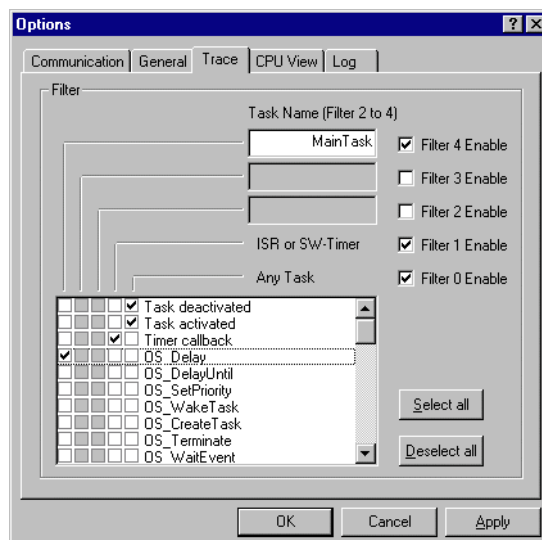 Options
Communication General Trace CPU View Log
Filter
Task Name (Filter 2 to 4)
MainTask Filter 4 Enable
Filter 3 Enable
Filter 2 Enable
ISR or SW-Timer Filter 1 Enable
Any Task Filter 0 Enable
Task deactivated
Task activated
Timer callback
OS_Delay
OS_DelayUntil
OS_SetPriority
OS_WakeTask
OS_CreateTask
OS_Terminate
OS_WaitEvent
Select all
Deselect all
OK Cancel Apply